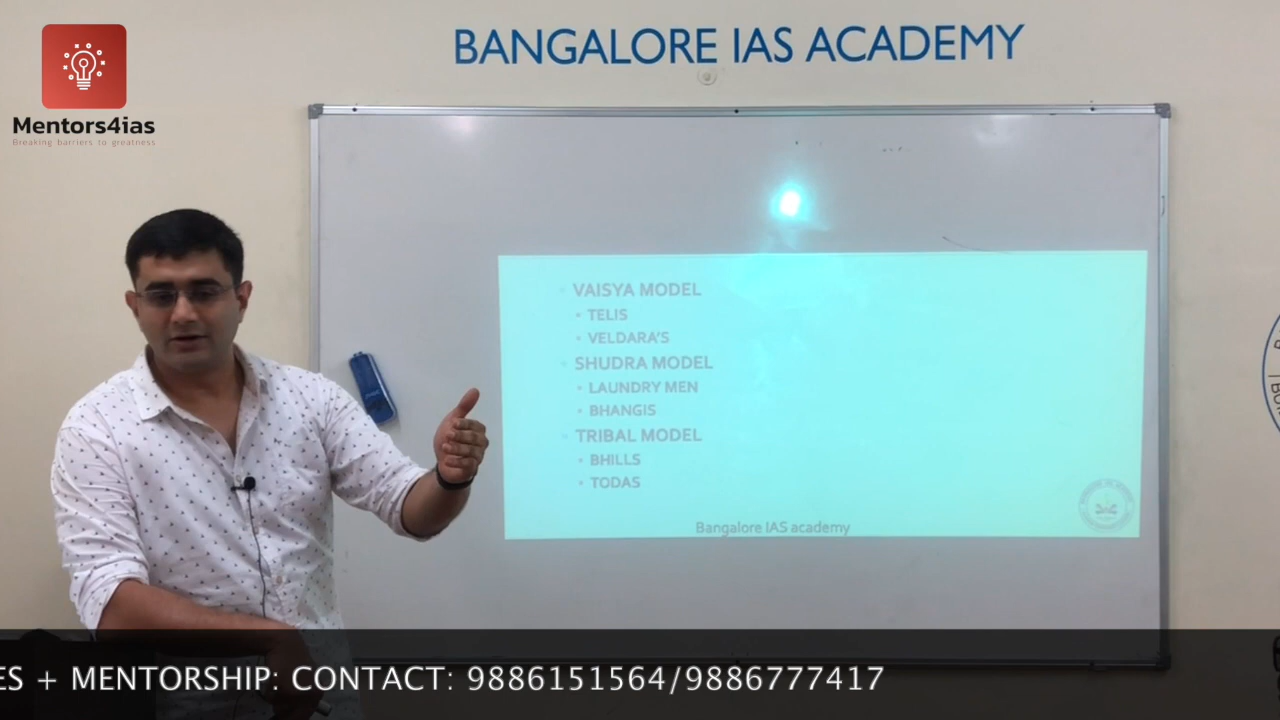 BANGALORE IAS ACADEMY
Mentors4ias
Breaking barriers to greatness
VAISYA MODEL
TELIS
VELDARA'S
SHUDRA MODEL
LAUNDRY MEN
BHANGIS
TRIBAL MODEL
BHILLS
TODAS
Bangalore IAS academy
ES + MENTORSHIP: CONTACT: 9886151564/9886777417